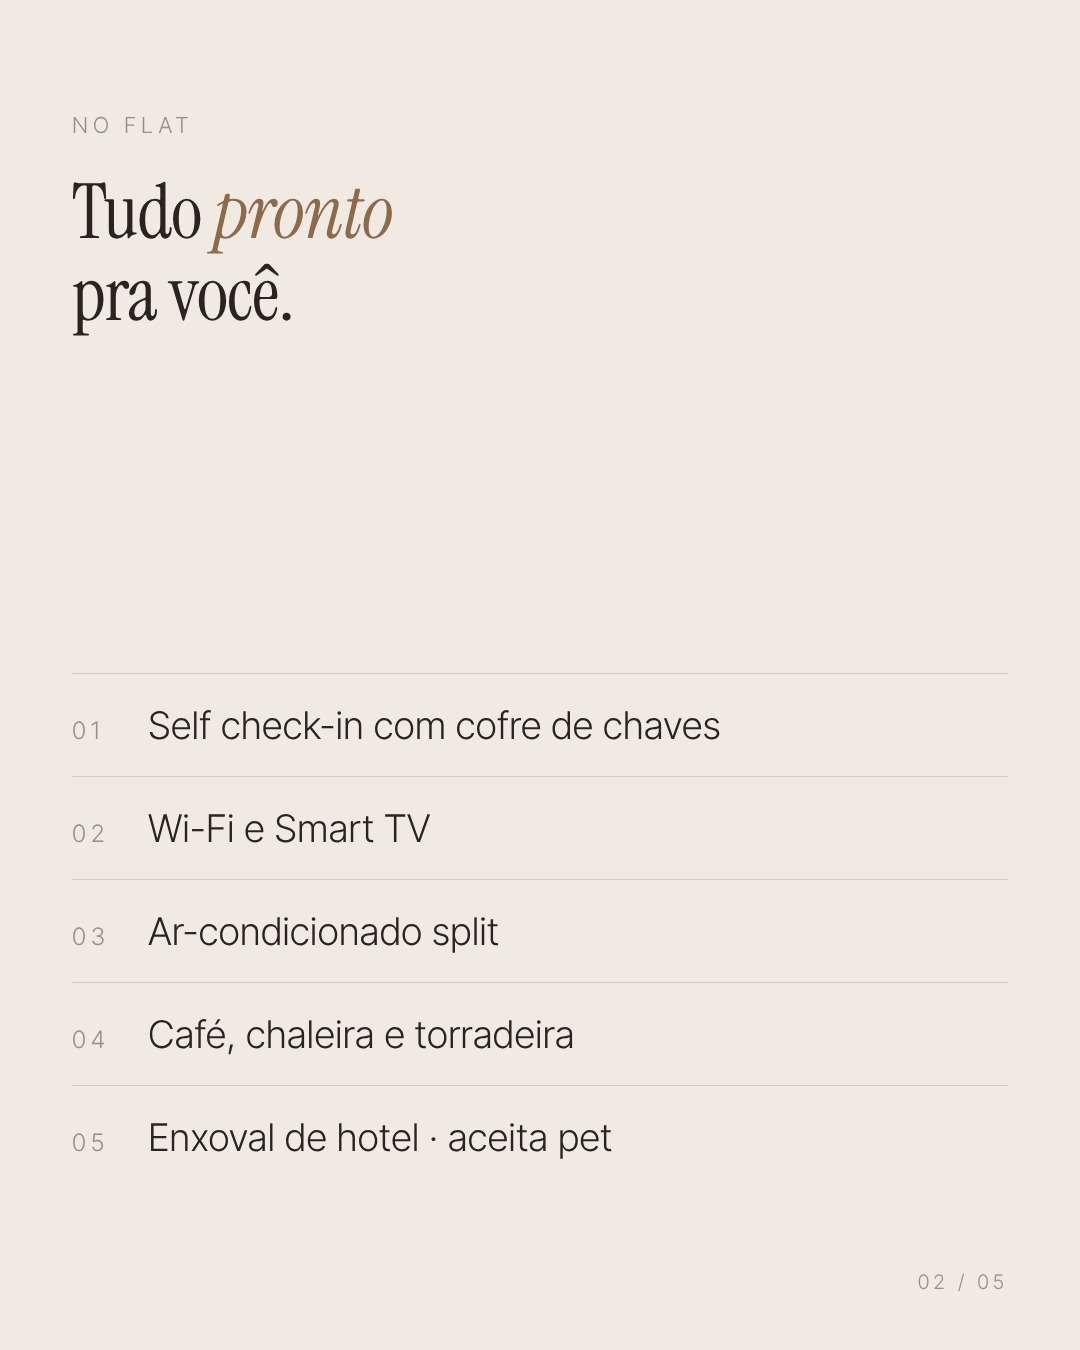 NO FLAT
Tudo pronto
pra você.
01 Self check-in com cofre de chaves
02 Wi-Fi e Smart TV
03 Ar-condicionado split
04 Café, chaleira e torradeira
05 Enxoval de hotel · aceita pet
02 / 05